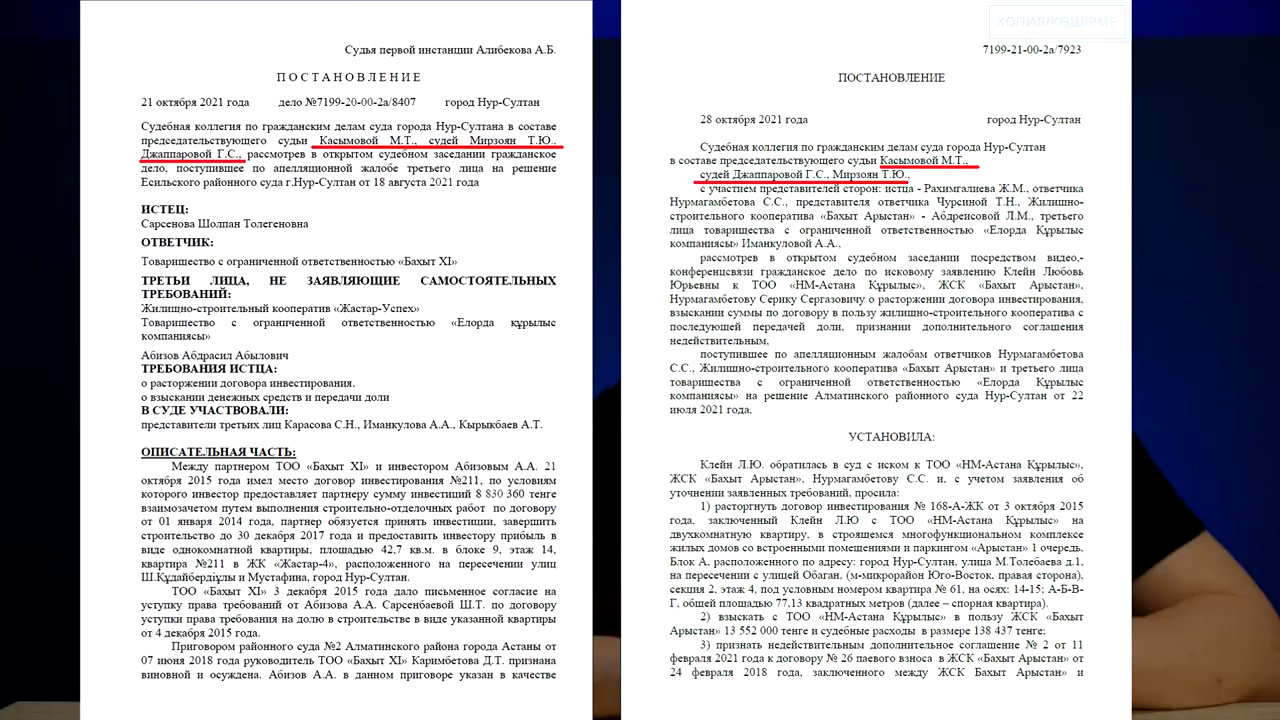 Судья первой инстанции Алибекова А.Б.
П О С Т А Н О В Л Е Н И Е
21 октября 2021 года дело №7199-20-00-2а/8407 город Нур-Султан
Судебная коллегия по гражданским делам суда города Нур-Султана в составе
председательствующего судьи Касымовой М.Т., судей Мирзоян Т.Ю.,
Джаппаровой Г.С., рассмотрев в открытом судебном заседании гражданское
дело, поступившее по апелляционной жалобе третьего лица на решение
Есильского районного суда г.Нур-Султан от 18 августа 2021 года
ИСТЕЦ:
Сарсенова Шолпан Толегеновна
ОТВЕТЧИК:
Товарищество с ограниченной ответственностью «Бахыт XI»
ТРЕТЬИ ЛИЦА, НЕ ЗАЯВЛЯЮЩИЕ САМОСТОЯТЕЛЬНЫХ
ТРЕБОВАНИЙ:
Жилищно-строительный кооператив «Жастар-Успех»
Товарищество с ограниченной ответственностью «Елорда құрылыс
компаниясы»
Абизов Абдрасил Абылович
ТРЕБОВАНИЯ ИСТЦА:
о расторжении договора инвестирования,
о взыскании денежных средств и передачи доли
В СУДЕ УЧАСТВОВАЛИ:
представители третьих лиц Карасова С.Н., Иманкулова А.А., Кырыкбаев А.Т.
ОПИСАТЕЛЬНАЯ ЧАСТЬ:
Между партнером ТОО «Бахыт XI» и инвестором Абизовым А.А. 21
октября 2015 года имел место договор инвестирования №211, по условиям
которого инвестор предоставляет партнеру сумму инвестиций 8 830 360 тенге
взаимозачетом путем выполнения строительно-отделочных работ по договору
от 01 января 2014 года, партнер обязуется принять инвестиции, завершить
строительство до 30 декабря 2017 года и предоставить инвестору прибыль в
виде однокомнатной квартиры, площадью 42,7 кв.м. в блоке 9, этаж 14,
квартира №211 в ЖК «Жастар-4», расположенного на пересечении улиц
Ш.Құдайбердіұлы и Мустафина, город Нур-Султан.
ТОО «Бахыт XI» 3 декабря 2015 года дало письменное согласие на
уступку права требований от Абизова А.А. Сарсенбаевой Ш.Т. по договору
уступки права требования на долю в строительстве в виде указанной квартиры
от 4 декабря 2015 года.
Приговором районного суда №2 Алматинского района города Астаны от
07 июня 2018 года руководитель ТОО «Бахыт XI» Каримбетова Д.Т. признана
виновной и осуждена. Абизов А.А. в данном приговоре указан в качестве
КОПИЯ/КӨШІРМЕ
7199-21-00-2а/7923
ПОСТАНОВЛЕНИЕ
28 октября 2021 года город Нур-Султан
Судебная коллегия по гражданским делам суда города Нур-Султан
в составе председательствующего судьи Касымовой М.Т.,
судей Джаппаровой Г.С., Мирзоян Т.Ю.,
с участием представителей сторон: истца - Рахимгалиева Ж.М., ответчика
Нурмагамбетова С.С., представителя ответчика Чурсиной Т.Н., Жилищно-
строительного кооператива «Бахыт Арыстан» - Абдреисовой Л.М., третьего
лица товарищества с ограниченной ответственностью «Елорда Құрылыс
компаниясы» Иманкуловой А.А.,
рассмотрев в открытом судебном заседании посредством видео,-
конференцсвязи гражданское дело по исковому заявлению Клейн Любовь
Юрьевны к ТОО «НМ-Астана Құрылыс», ЖСК «Бахыт Арыстан»,
Нурмагамбетову Серику Сергазовичу о расторжении договора инвестирования,
взыскании суммы по договору в пользу жилищно-строительного кооператива с
последующей передачей доли, признании дополнительного соглашения
недействительным,
поступившее по апелляционным жалобам ответчиков Нурмагамбетова
С.С., Жилищно-строительного кооператива «Бахыт Арыстан» и третьего лица
товарищества с ограниченной ответственностью «Елорда Құрылыс
компаниясы» на решение Алматинского районного суда Нур-Султан от 22
июля 2021 года,
УСТАНОВИЛА:
Клейн Л.Ю. обратилась в суд с иском к ТОО «НМ-Астана Құрылыс»,
ЖСК «Бахыт Арыстан», Нурмагамбетову С.С. и, с учетом заявления об
уточнении заявленных требований, просила:
1) расторгнуть договор инвестирования № 168-А-ЖК от 3 октября 2015
года, заключенный Клейн Л.Ю с ТОО «НМ-Астана Құрылыс» на
двухкомнатную квартиру, в строящемся многофункциональном комплексе
жилых домов со встроенными помещениями и паркингом «Арыстан» 1 очередь,
Блок А, расположенного по адресу: город Нур-Султан, улица М.Толебаева д.1,
на пересечении с улицей Обаган, (м-микрорайон Юго-Восток, правая сторона),
секция 2, этаж 4, под условным номером квартира № 61, на осях: 14-15; А-Б-В-
Г, общей площадью 77,13 квадратных метров (далее – спорная квартира).
2) взыскать с ТОО «НМ-Астана Құрылыс» в пользу ЖСК «Бахыт
Арыстан» 13 552 000 тенге и судебные расходы в размере 138 437 тенге;
3) признать недействительным дополнительное соглашение № 2 от 11
февраля 2021 года к договору № 26 паевого взноса в ЖСК «Бахыт Арыстан» от
24 февраля 2018 года, заключенного между ЖСК Бахыт Арыстан» и